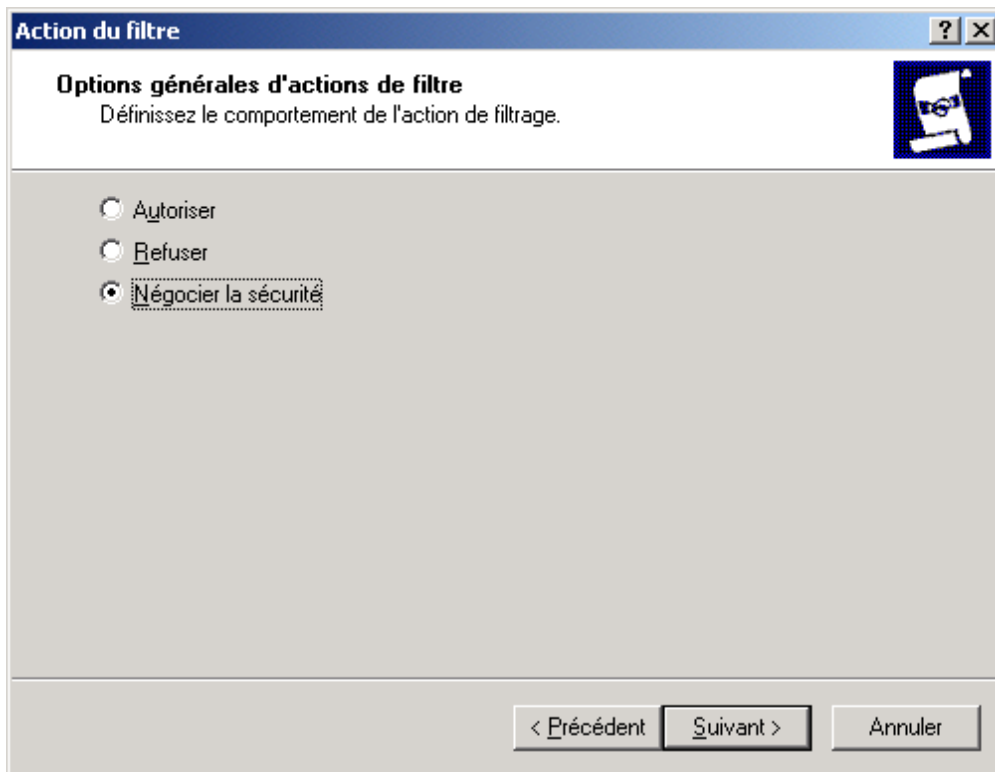 Action du filtre
Options générales d'actions de filtre
Définissez le comportement de l'action de filtrage.
Autoriser
Refuser
Négocier la sécurité
< Précédent Suivant > Annuler